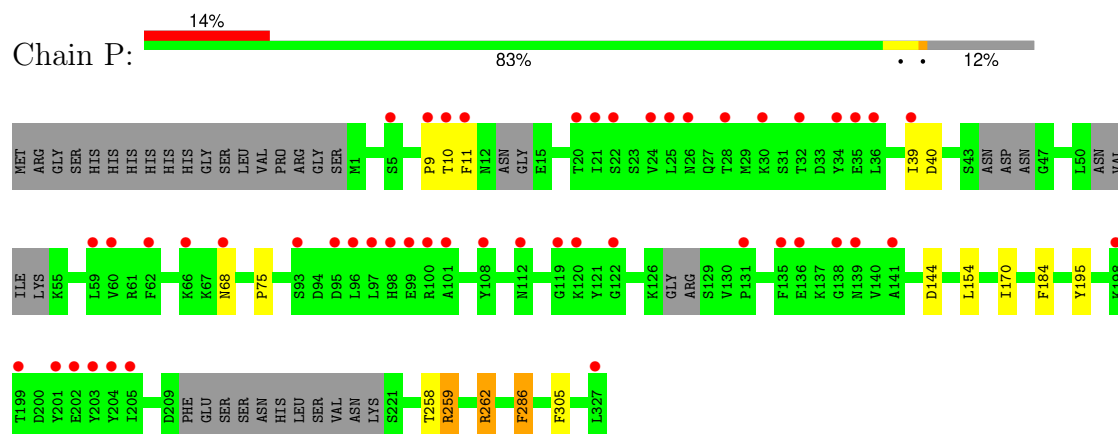 14%
Chain P:
83%
• •
12%
MET ARG GLY SER HIS HIS HIS HIS HIS HIS GLY SER LEU VAL PRO ARG GLY SER M1 S5 P9 T10 F11 N12 ASN GLY E15 T20 I21 S22 S23 V24 L25 N26 Q27 T28 M29 K30 S31 T32 D33 Y34 E35 L36 I39 D40 S43 ASN ASP ASN G47 L50 ASN VAL
ILE LYS K55 L59 V60 R61 F62 K66 K67 N68 P75 S93 D94 D95 L96 L97 H98 E99 R100 A101 Y108 N112 G119 K120 Y121 G122 K126 GLY ARG S129 V130 P131 F135 E136 K137 G138 N139 V140 A141 D144 L154 I170 F184 Y195 K198
T199 D200 Y201 E202 Y203 Y204 I205 D209 PHE GLU SER SER ASN HIS LEU SER VAL ASN LYS S221 T258 R259 R262 F286 F305 L327